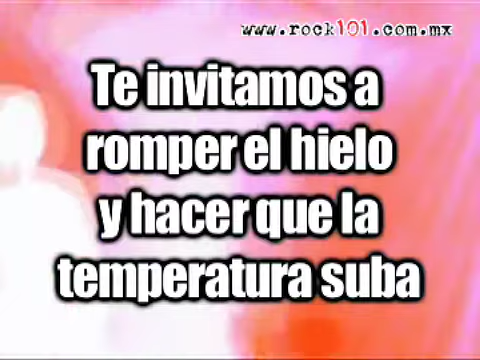 www.rock101.com.mx
Te invitamos a
romper el hielo
y hacer que la
temperatura suba